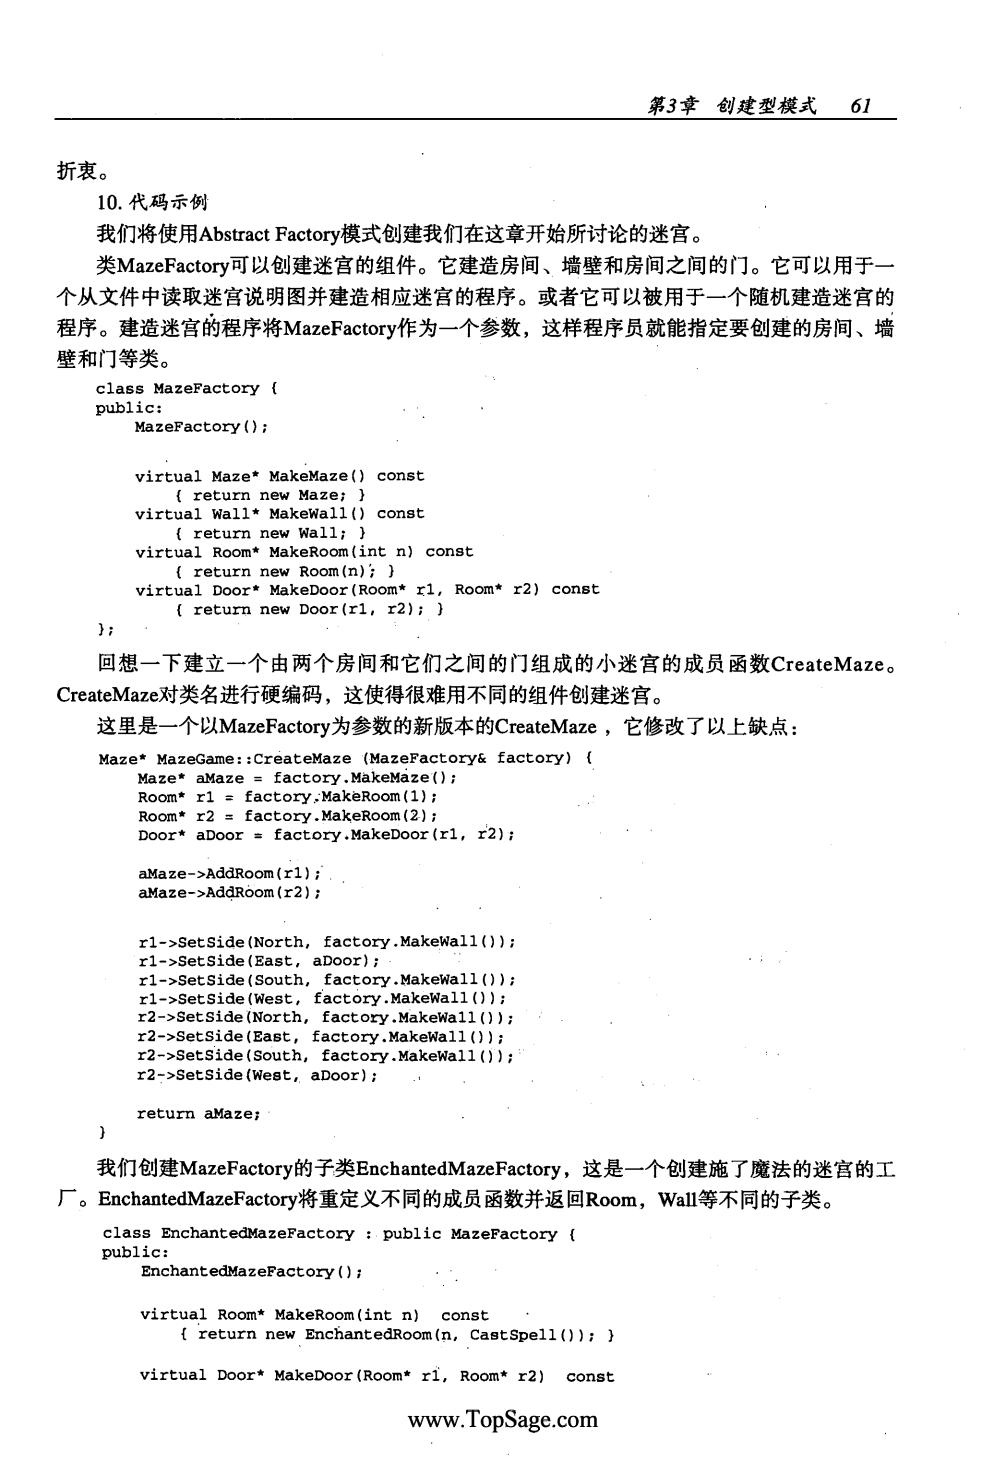 第3章 创建型模式 61
折衷。
10. 代码示例
我们将使用Abstract Factory模式创建我们在这章开始所讨论的迷宫。
类MazeFactory可以创建迷宫的组件。它建造房间、墙壁和房间之间的门。它可以用于一
个从文件中读取迷宫说明图并建造相应迷宫的程序。或者它可以被用于一个随机建造迷宫的
程序。建造迷宫的程序将MazeFactory作为一个参数，这样程序员就能指定要创建的房间、墙
壁和门等类。
class MazeFactory {
public:
MazeFactory();
virtual Maze* MakeMaze() const
{ return new Maze; }
virtual Wall* MakeWall() const
{ return new Wall; }
virtual Room* MakeRoom(int n) const
{ return new Room(n); }
virtual Door* MakeDoor(Room* r1, Room* r2) const
{ return new Door(r1, r2); }
};
回想一下建立一个由两个房间和它们之间的门组成的小迷宫的成员函数CreateMaze。
CreateMaze对类名进行硬编码，这使得很难用不同的组件创建迷宫。
这里是一个以MazeFactory为参数的新版本的CreateMaze ，它修改了以上缺点：
Maze* MazeGame::CreateMaze (MazeFactory& factory) {
Maze* aMaze = factory.MakeMaze();
Room* r1 = factory.MakeRoom(1);
Room* r2 = factory.MakeRoom(2);
Door* aDoor = factory.MakeDoor(r1, r2);
aMaze->AddRoom(r1);
aMaze->AddRoom(r2);
r1->SetSide(North, factory.MakeWall());
r1->SetSide(East, aDoor);
r1->SetSide(South, factory.MakeWall());
r1->SetSide(West, factory.MakeWall());
r2->SetSide(North, factory.MakeWall());
r2->SetSide(East, factory.MakeWall());
r2->SetSide(South, factory.MakeWall());
r2->SetSide(West, aDoor);
return aMaze;
}
我们创建MazeFactory的子类EnchantedMazeFactory，这是一个创建施了魔法的迷宫的工
厂。EnchantedMazeFactory将重定义不同的成员函数并返回Room，Wall等不同的子类。
class EnchantedMazeFactory : public MazeFactory {
public:
EnchantedMazeFactory();
virtual Room* MakeRoom(int n) const
{ return new EnchantedRoom(n, CastSpell()); }
virtual Door* MakeDoor(Room* r1, Room* r2) const
www.TopSage.com